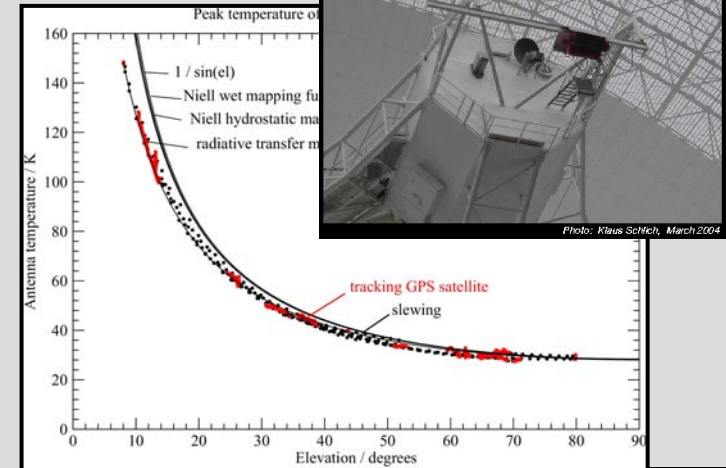 Peak temperature of
160
140
120
100
80
60
40
20
0
Antenna temperature / K
1 / sin(el)
Niell wet mapping fu
Niell hydrostatic ma
radiative transfer m
tracking GPS satellite
slewing
0 10 20 30 40 50 60 70 80 90
Elevation / degrees
Photo: Klaus Schlich, March 2004